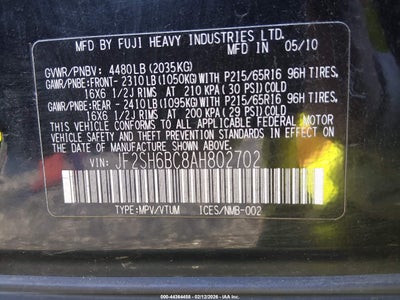 MFD BY FUJI HEAVY INDUSTRIES LTD.
MFD IN 05/10
GVWR/PNBV: 4480LB (2035KG)
GAWR/PNBE:FRONT- 2310LB(1050KG)WITH P215/65R16 96H TIRES,
16X6 1/2J RIMS AT 210 KPA (30 PSI)COLD
GAWR/PNBE:REAR - 2410LB(1095KG)WITH P215/65R16 96H TIRES,
16X6 1/2J RIMS AT 200 KPA (29 PSI)COLD
THIS VEHICLE CONFORMS TO ALL APPLICABLE FEDERAL MOTOR
VEHICLE SAFETY AND THEFT PREVENTION STANDARDS IN EFFECT ON
THE DATE OF MANUFACTURE SHOWN ABOVE.
VIN: JF2SH6BC8AH802702
TYPE:MPV/VTUM ICES/NMB-002
000-44364488 - 02/12/2026 - © IAA, LLC